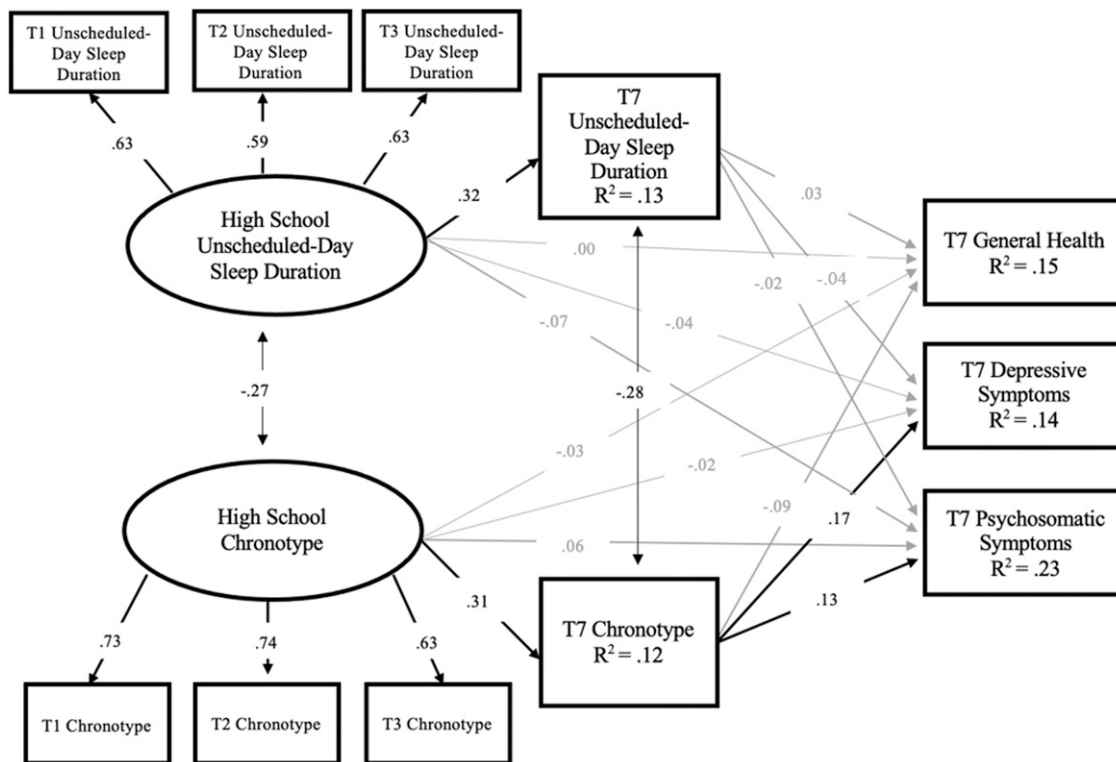 T1 Unscheduled-
Day Sleep
Duration
T2 Unscheduled-
Day Sleep
Duration
T3 Unscheduled-
Day Sleep
Duration
.63
.59
.63
High School
Unscheduled-Day
Sleep Duration
.32
T7
Unscheduled-
Day Sleep
Duration
R² = .13
.03
.00
-.02
-.04
-.07
-.04
T7 General Health
R² = .15
T7 Depressive
Symptoms
R² = .14
T7 Psychosomatic
Symptoms
R² = .23
-.27
-.28
-.03
-.02
-.09
.17
.06
.13
High School
Chronotype
.31
T7 Chronotype
R² = .12
.73
.74
.63
T1 Chronotype
T2 Chronotype
T3 Chronotype